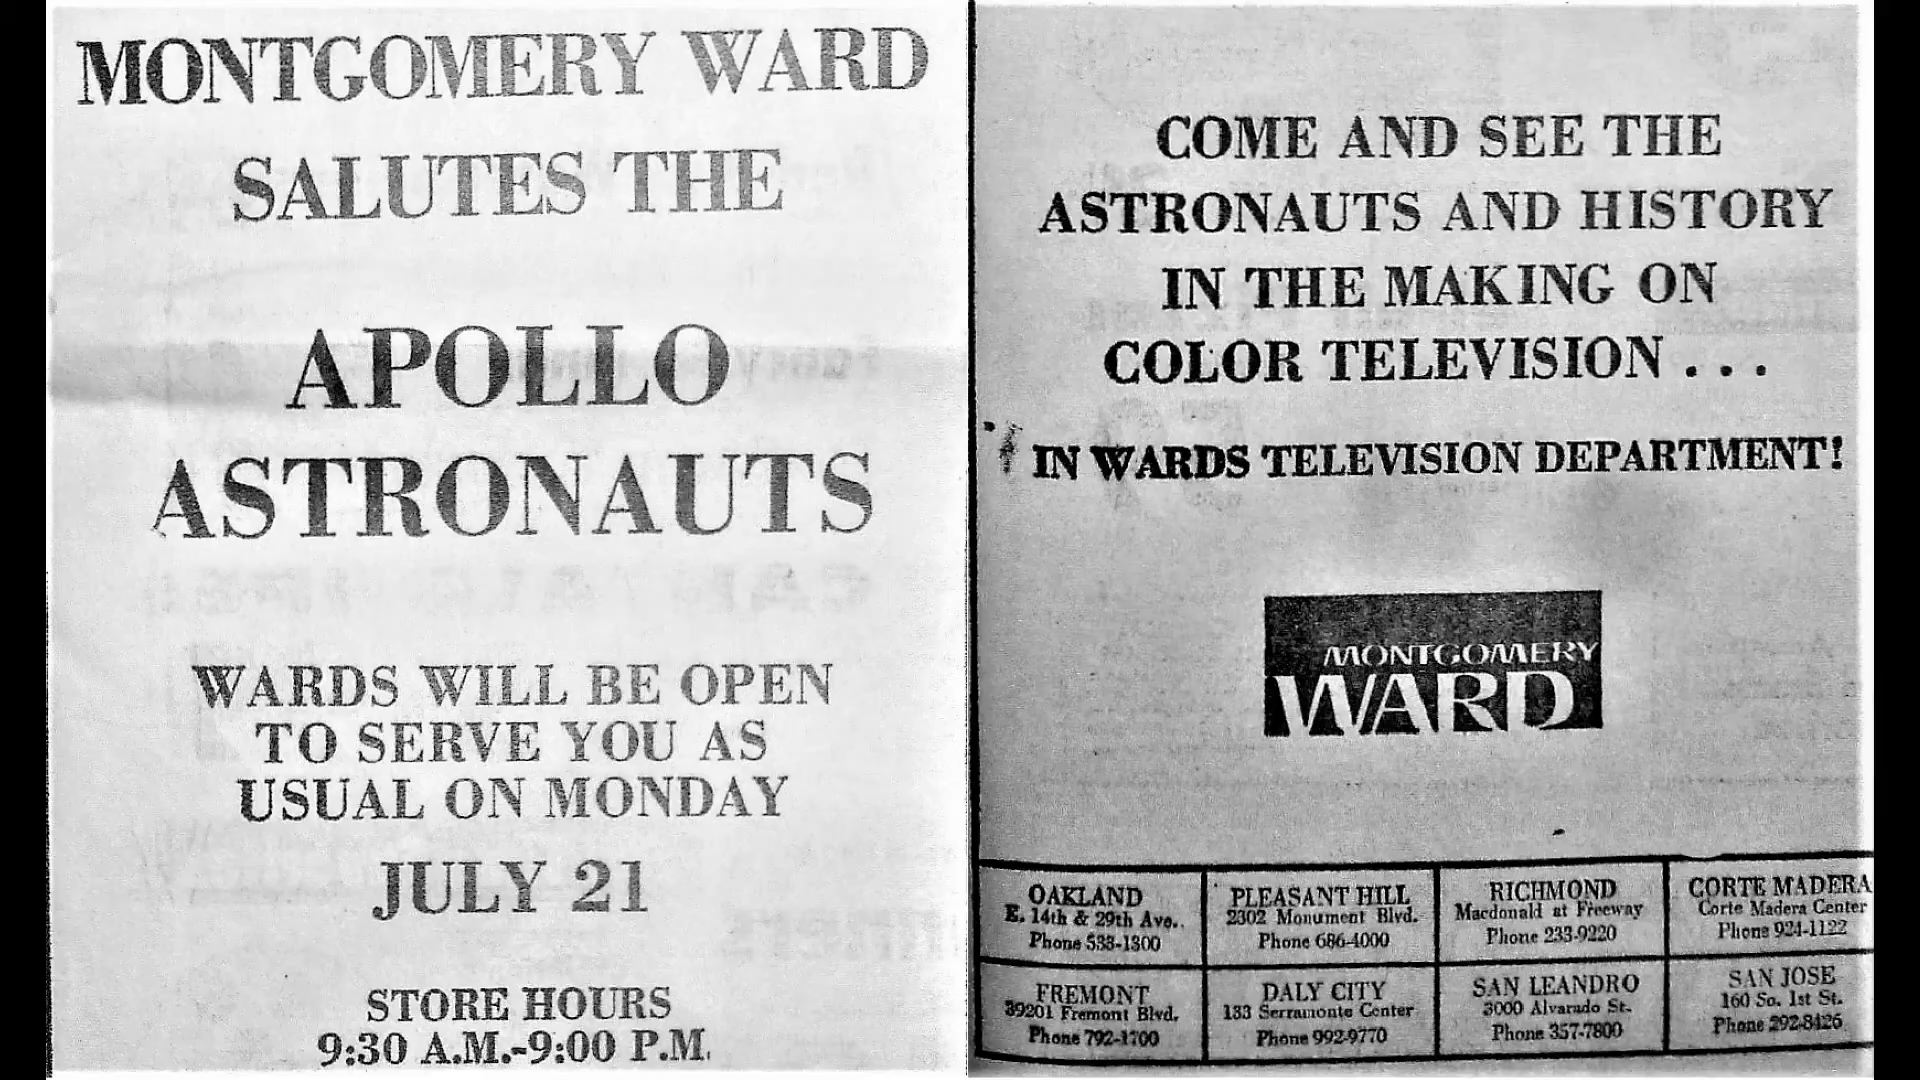 MONTGOMERY WARD
SALUTES THE
APOLLO
ASTRONAUTS
WARDS WILL BE OPEN
TO SERVE YOU AS
USUAL ON MONDAY
JULY 21
STORE HOURS
9:30 A.M.-9:00 P.M.
COME AND SEE THE
ASTRONAUTS AND HISTORY
IN THE MAKING ON
COLOR TELEVISION . . .
IN WARDS TELEVISION DEPARTMENT!
MONTGOMERY
WARD
OAKLAND
E. 14th & 29th Ave.
Phone 533-1300
PLEASANT HILL
2302 Monument Blvd.
Phone 686-4000
RICHMOND
Macdonald at Freeway
Phone 233-9220
CORTE MADERA
Corte Madera Center
Phone 924-1122
FREMONT
39201 Fremont Blvd.
Phone 792-1700
DALY CITY
133 Serramonte Center
Phone 992-9770
SAN LEANDRO
3000 Alvarado St.
Phone 357-7800
SAN JOSE
160 So. 1st St.
Phone 292-8426